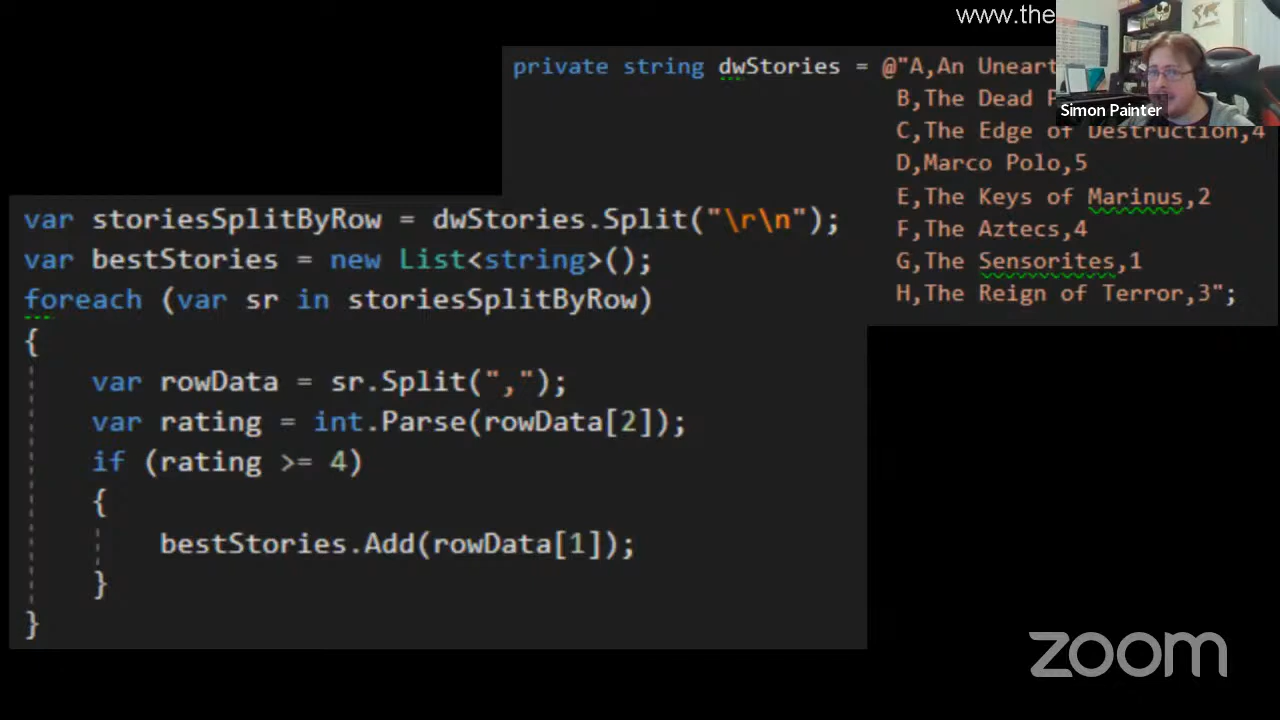 www.the
private string dwStories = @"A,An Uneart
B,The Dead
C,The Edge of Destruction,4
D,Marco Polo,5
E,The Keys of Marinus,2
F,The Aztecs,4
G,The Sensorites,1
H,The Reign of Terror,3";
Simon Painter
var storiesSplitByRow = dwStories.Split("\r\n");
var bestStories = new List<string>();
foreach (var sr in storiesSplitByRow)
{
var rowData = sr.Split(",");
var rating = int.Parse(rowData[2]);
if (rating >= 4)
{
bestStories.Add(rowData[1]);
}
}
zoom